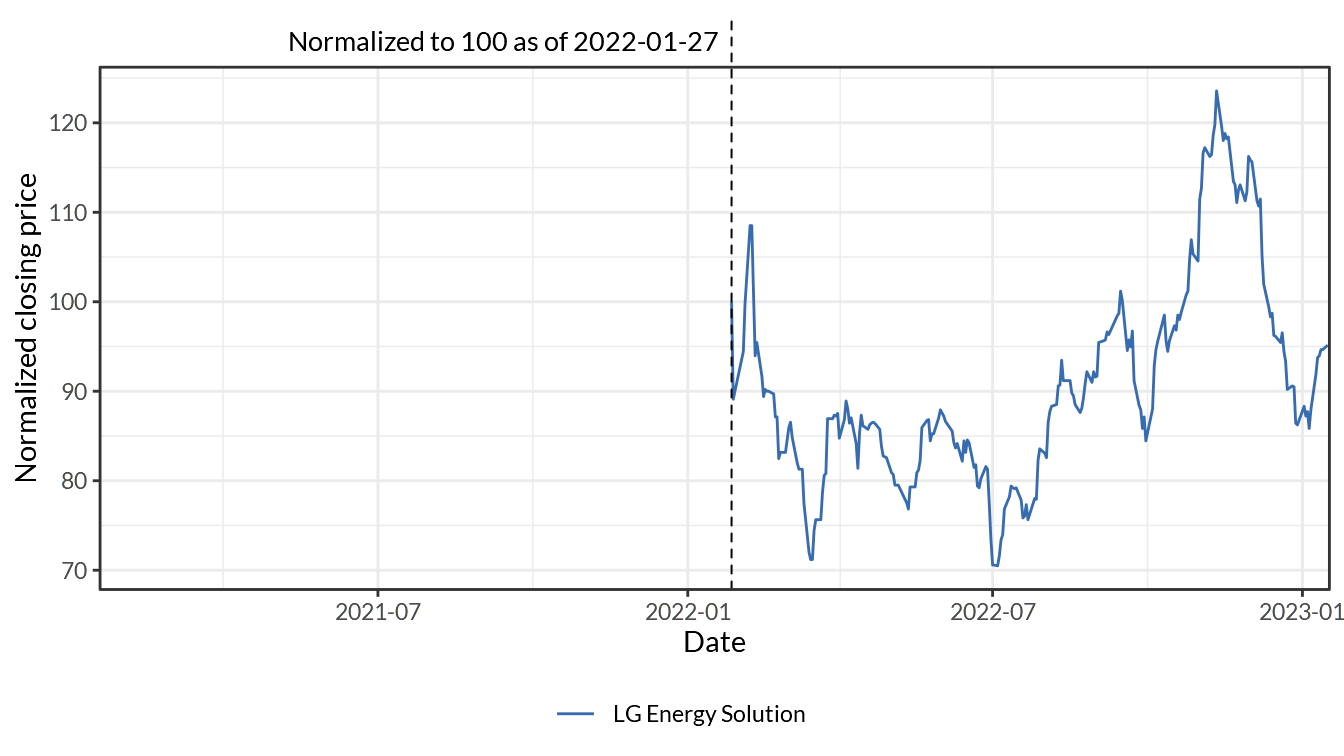 Normalized to 100 as of 2022-01-27
Normalized closing price
120
110
100
90
80
70
2021-07
2022-01
2022-07
2023-01
Date
LG Energy Solution